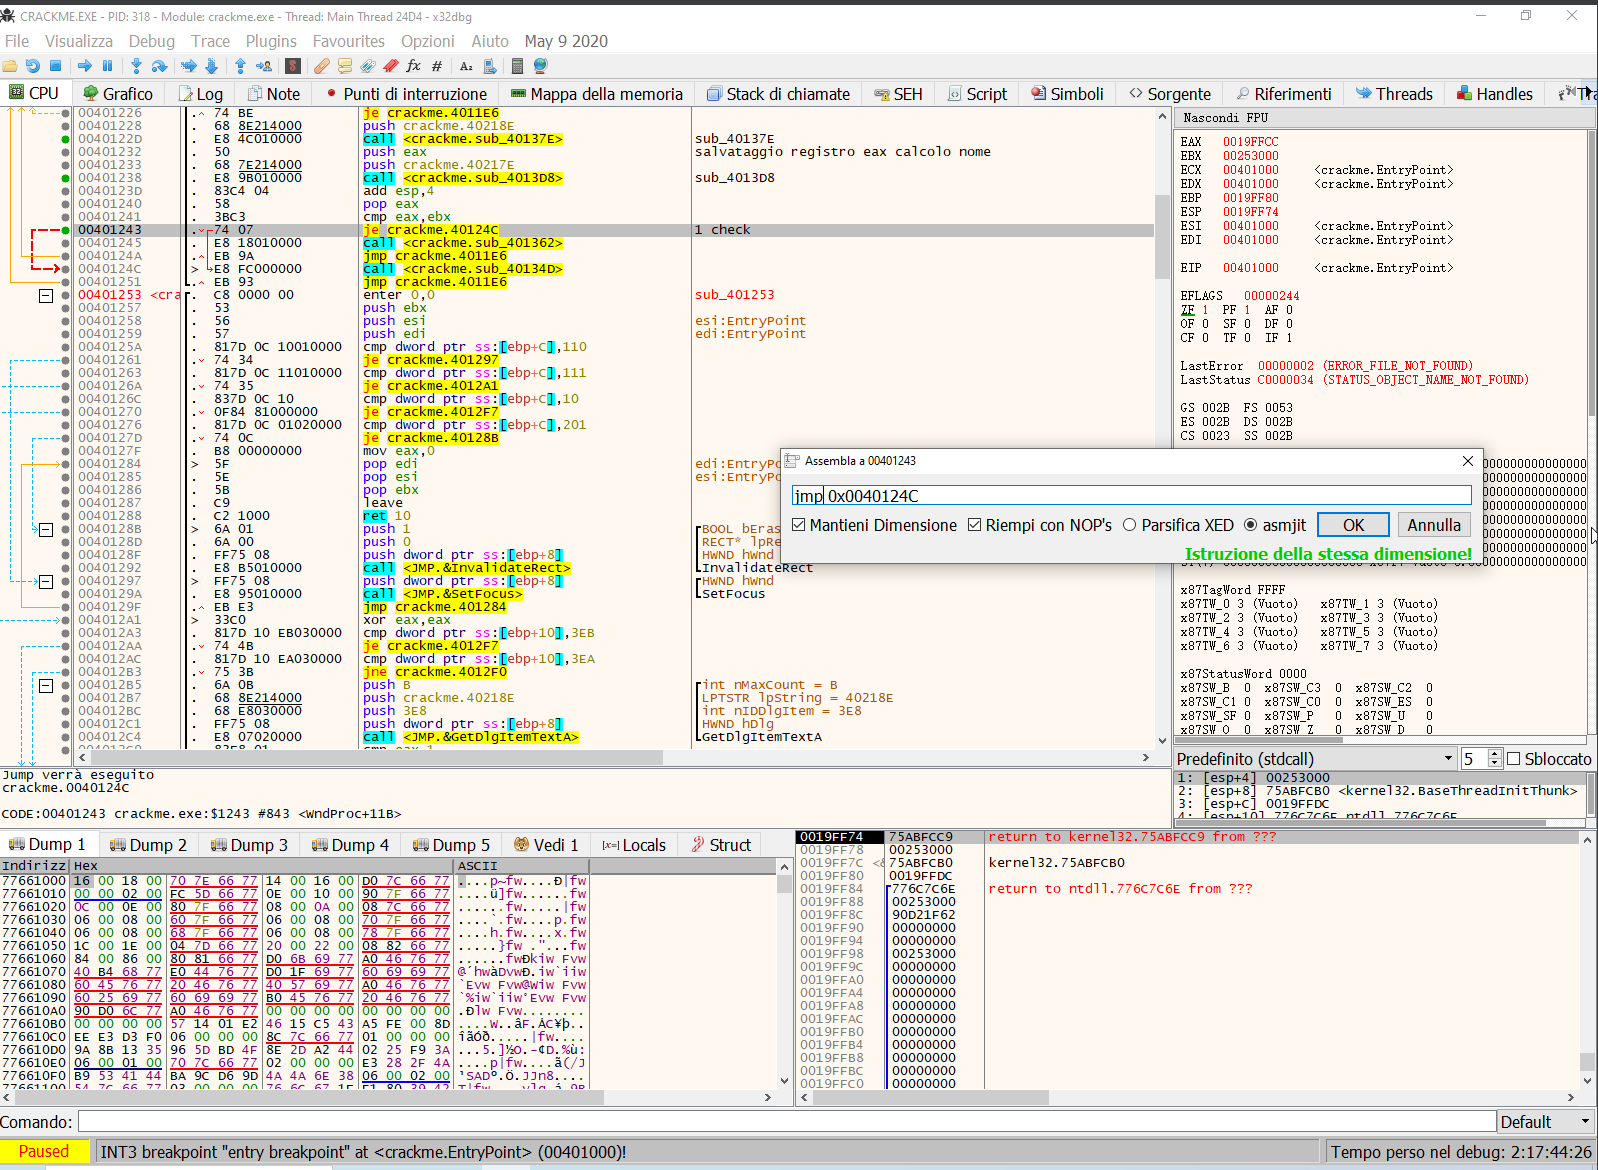 CRACKME.EXE - PID: 318 - Module: crackme.exe - Thread: Main Thread 24D4 - x32dbg
File Visualizza Debug Trace Plugins Favourites Opzioni Aiuto May 9 2020
CPU Grafico Log Note Punti di interruzione Mappa della memoria Stack di chiamate SEH Script Simboli Sorgente Riferimenti Threads Handles
00401226 74 BE je crackme.4011E6
00401228 68 8E214000 push crackme.40218E
0040122D E8 4C010000 call <crackme.sub_40137E> sub_40137E
00401232 50 push eax salvataggio registro eax calcolo nome
00401233 68 7E214000 push crackme.40217E
00401238 E8 9B010000 call <crackme.sub_4013D8> sub_4013D8
0040123D 83C4 04 add esp,4
00401240 58 pop eax
00401241 3BC3 cmp eax,ebx
00401243 74 07 je crackme.40124C 1 check
00401245 E8 18010000 call <crackme.sub_401362>
0040124A EB 9A jmp crackme.4011E6
0040124C E8 FC000000 call <crackme.sub_40134D>
00401251 EB 93 jmp crackme.4011E6
00401253 <cra C8 0000 00 enter 0,0 sub_401253
00401257 53 push ebx
00401258 56 push esi esi:EntryPoint
00401259 57 push edi edi:EntryPoint
0040125A 817D 0C 10010000 cmp dword ptr ss:[ebp+C],110
00401261 74 34 je crackme.401297
00401263 817D 0C 11010000 cmp dword ptr ss:[ebp+C],111
0040126A 74 35 je crackme.4012A1
0040126C 837D 0C 10 cmp dword ptr ss:[ebp+C],10
00401270 0F84 81000000 je crackme.4012F7
00401276 817D 0C 01020000 cmp dword ptr ss:[ebp+C],201
0040127D 74 0C je crackme.40128B
0040127F B8 00000000 mov eax,0
00401284 5F pop edi edi:EntryPo
00401285 5E pop esi esi:EntryPo
00401286 5B pop ebx
00401287 C9 leave
00401288 C2 1000 ret 10
0040128B 6A 01 push 1 BOOL bEras
0040128D 6A 00 push 0 RECT* lpRe
0040128F FF75 08 push dword ptr ss:[ebp+8] HWND hWnd
00401292 E8 B5010000 call <JMP.&InvalidateRect> InvalidateRect
00401297 FF75 08 push dword ptr ss:[ebp+8] HWND hWnd
0040129A E8 95010000 call <JMP.&SetFocus> SetFocus
0040129F EB E3 jmp crackme.401284
004012A1 33C0 xor eax,eax
004012A3 817D 10 EB030000 cmp dword ptr ss:[ebp+10],3EB
004012AA 74 4B je crackme.4012F7
004012AC 817D 10 EA030000 cmp dword ptr ss:[ebp+10],3EA
004012B3 75 3B jne crackme.4012F0
004012B5 6A 0B push B int nMaxCount = B
004012B7 68 8E214000 push crackme.40218E LPTSTR lpString = 40218E
004012BC 68 E8030000 push 3E8 int nIDDlgItem = 3E8
004012C1 FF75 08 push dword ptr ss:[ebp+8] HWND hDlg
004012C4 E8 07020000 call <JMP.&GetDlgItemTextA> GetDlgItemTextA
Nascondi FPU
EAX 0019FFCC
EBX 00253000
ECX 00401000 <crackme.EntryPoint>
EDX 00401000 <crackme.EntryPoint>
EBP 0019FF80
ESP 0019FF74
ESI 00401000 <crackme.EntryPoint>
EDI 00401000 <crackme.EntryPoint>
EIP 00401000 <crackme.EntryPoint>
EFLAGS 00000244
ZF 1 PF 1 AF 0
OF 0 SF 0 DF 0
CF 0 TF 0 IF 1
LastError 00000002 (ERROR_FILE_NOT_FOUND)
LastStatus C0000034 (STATUS_OBJECT_NAME_NOT_FOUND)
GS 002B FS 0053
ES 002B DS 002B
CS 0023 SS 002B
Assembla a 00401243
jmp 0x0040124C
Mantieni Dimensione Riempi con NOP's Parsifica XED asmjit OK Annulla
Istruzione della stessa dimensione!
x87TagWord FFFF
x87TW_0 3 (Vuoto) x87TW_1 3 (Vuoto)
x87TW_2 3 (Vuoto) x87TW_3 3 (Vuoto)
x87TW_4 3 (Vuoto) x87TW_5 3 (Vuoto)
x87TW_6 3 (Vuoto) x87TW_7 3 (Vuoto)
x87StatusWord 0000
x87SW_B 0 x87SW_C3 0 x87SW_C2 0
x87SW_C1 0 x87SW_C0 0 x87SW_ES 0
x87SW_SF 0 x87SW_P 0 x87SW_U 0
x87SW_O 0 x87SW_Z 0 x87SW_D 0
Predefinito (stdcall) 5 Sbloccato
1: [esp+4] 00253000
2: [esp+8] 75ABFCB0 <kernel32.BaseThreadInitThunk>
3: [esp+C] 0019FFDC
4: [esp+10] 776C7C6E ntdll.776C7C6E
Jump verrà eseguito
crackme.0040124C
CODE:00401243 crackme.exe:$1243 #843 <WndProc+11B>
Dump 1 Dump 2 Dump 3 Dump 4 Dump 5 Vedi 1 Locals Struct
Indirizz Hex ASCII
77661000 16 00 18 00 70 7E 66 77 14 00 16 00 D0 7C 66 77 ....p~fw....Ð|fw
77661010 00 00 02 00 FC 5D 66 77 0E 00 10 00 90 7F 66 77 ....ü]fw......fw
77661020 0C 00 0E 00 80 7F 66 77 08 00 0A 00 08 7C 66 77 ......fw.....|fw
77661030 06 00 08 00 60 7F 66 77 06 00 08 00 70 7F 66 77 ....`.fw....p.fw
77661040 06 00 08 00 68 7F 66 77 06 00 08 00 78 7F 66 77 ....h.fw....x.fw
77661050 1C 00 1E 00 04 7D 66 77 20 00 22 00 08 82 66 77 .....}fw ."...fw
77661060 84 00 86 00 80 81 66 77 D0 6B 69 77 A0 46 76 77 ......fwÐkiw Fvw
77661070 40 B4 68 77 E0 44 76 77 D0 1F 69 77 60 69 69 77 @´hwàDvwÐ.iw`iiw
77661080 60 45 76 77 20 46 76 77 40 57 69 77 A0 46 76 77 `Evw Fvw@Wiw Fvw
77661090 60 25 69 77 60 69 69 77 B0 45 76 77 20 46 76 77 `%iw`iiw°Evw Fvw
776610A0 90 D0 6C 77 A0 46 76 77 00 00 00 00 00 00 00 00 .Ðlw Fvw........
776610B0 00 00 00 00 57 14 01 E2 46 15 C5 43 A5 FE 00 8D ....W..âF.ÅC¥þ..
776610C0 EE E3 D3 F0 06 00 00 00 8C 7C 66 77 01 00 00 00 îãÓð.....|fw....
776610D0 9A 8B 13 35 96 5D BD 4F 8E 2D A2 44 02 25 F9 3A ...5.]½O.-¢D.%ù:
776610E0 06 00 01 00 70 7C 66 77 02 00 00 00 E3 28 2F 4A ....p|fw....ã(/J
776610F0 B9 53 41 44 BA 9C D6 9D 4A 4A 6E 38 06 00 02 00 ¹SADº.Ö.JJn8....
0019FF74 75ABFCC9 return to kernel32.75ABFCC9 from ???
0019FF78 00253000
0019FF7C 75ABFCB0 kernel32.75ABFCB0
0019FF80 0019FFDC
0019FF84 776C7C6E return to ntdll.776C7C6E from ???
0019FF88 00253000
0019FF8C 90D21F62
0019FF90 00000000
0019FF94 00000000
0019FF98 00253000
0019FF9C 00000000
0019FFA0 00000000
0019FFA4 00000000
0019FFA8 00000000
0019FFAC 00000000
0019FFB0 00000000
0019FFB4 00000000
0019FFB8 00000000
0019FFBC 00000000
0019FFC0 00000000
Comando: Default
Paused INT3 breakpoint "entry breakpoint" at <crackme.EntryPoint> (00401000)! Tempo perso nel debug: 2:17:44:26